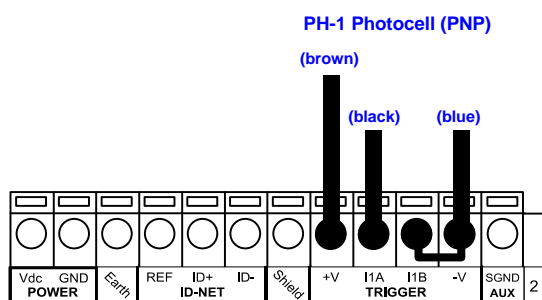 PH-1 Photocell (PNP)
(brown)
(black) (blue)
Vdc GND Earth REF ID+ ID- Shield +V I1A I1B -V SGND 2
POWER ID-NET TRIGGER AUX